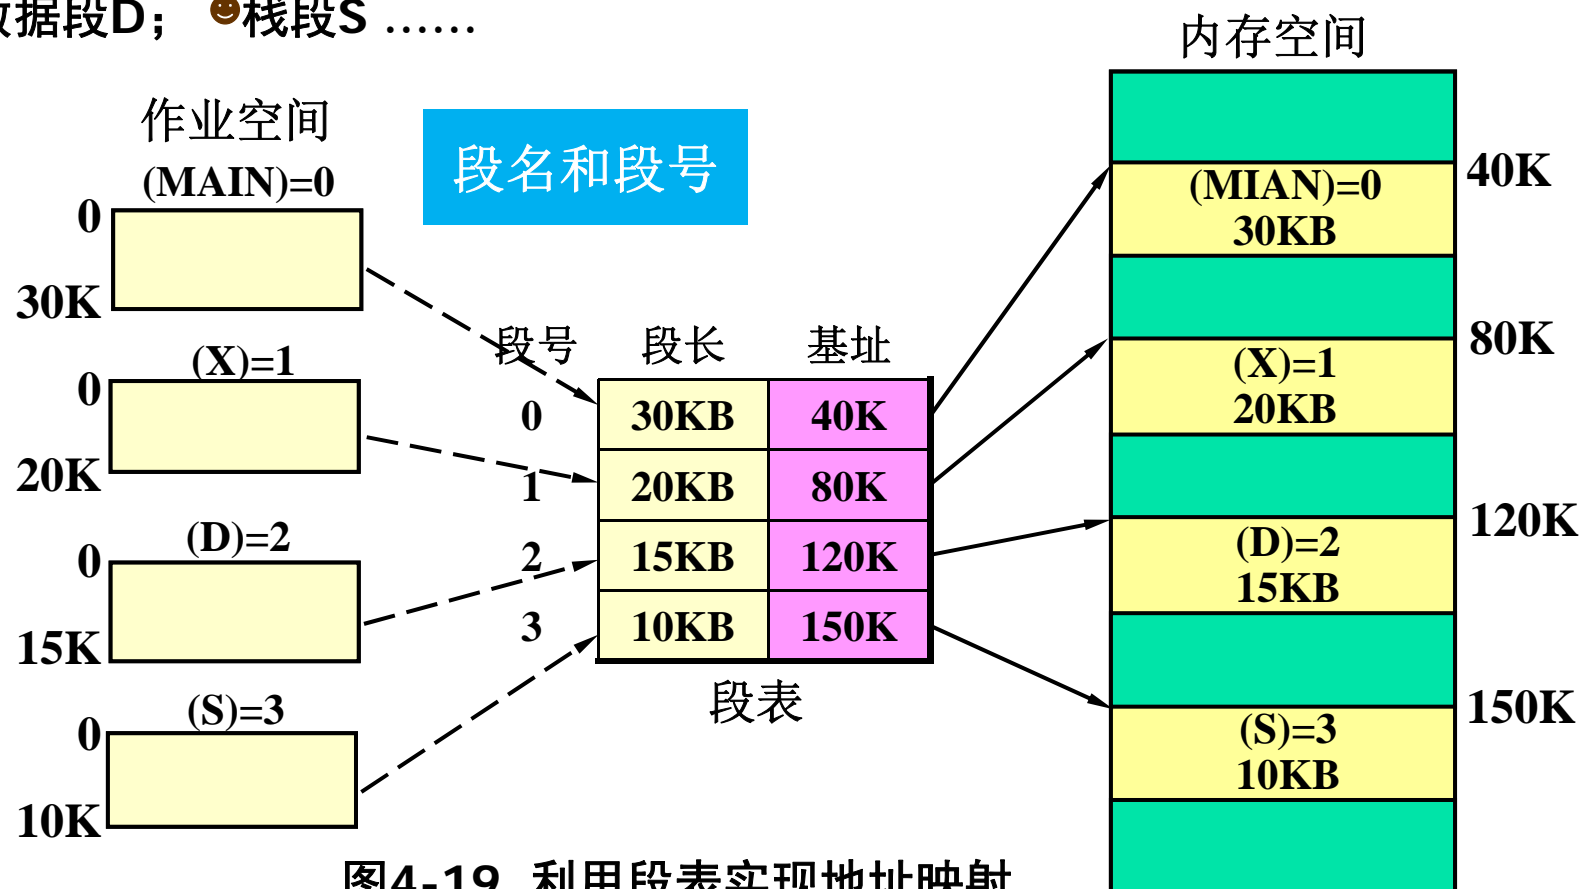 数据段D； 栈段S ……
内存空间
作业空间
段名和段号
(MAIN)=0
0
30K
(X)=1
0
20K
(D)=2
0
15K
(S)=3
0
10K
段号 段长 基址
0 30KB 40K
1 20KB 80K
2 15KB 120K
3 10KB 150K
段表
40K
(MIAN)=0
30KB
80K
(X)=1
20KB
120K
(D)=2
15KB
150K
(S)=3
10KB
图4-19 利用段表实现地址映射